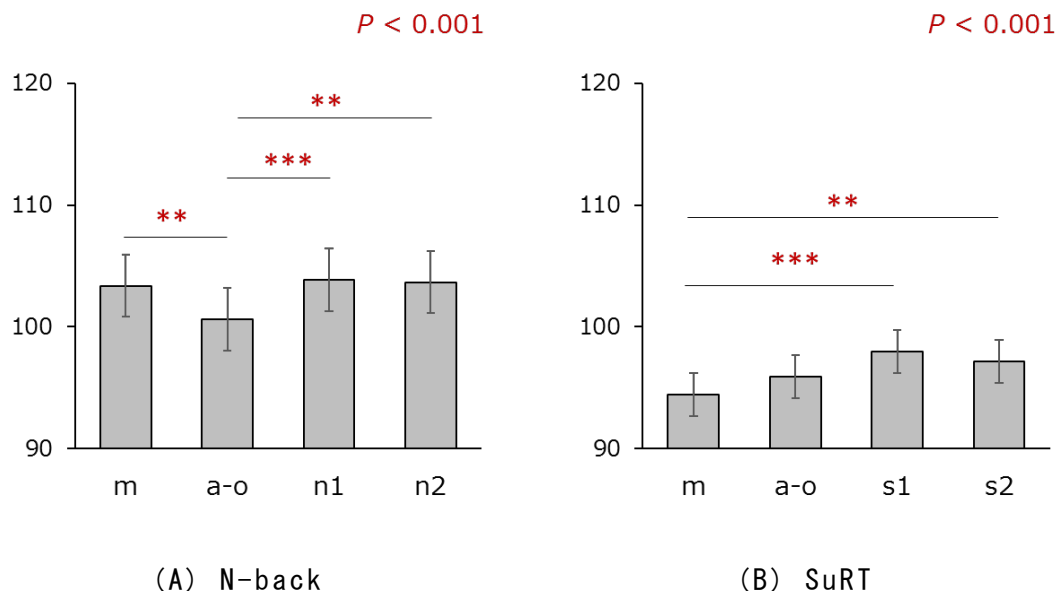 P < 0.001
120
110
100
90
**
***
**
m a-o n1 n2
(A) N-back
P < 0.001
120
110
100
90
**
***
m a-o s1 s2
(B) SuRT